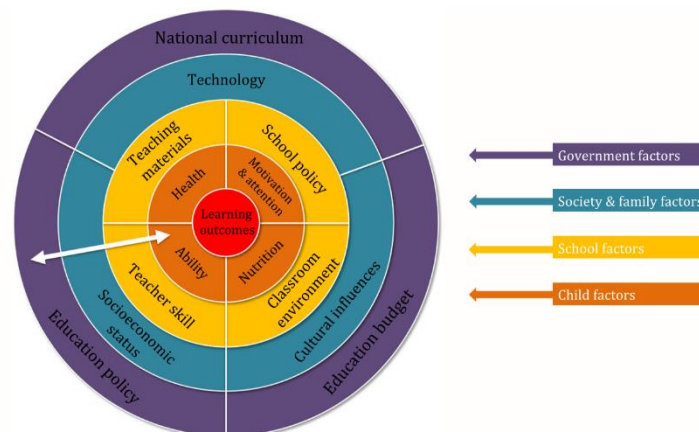 National curriculum
Technology
Teaching
materials
School policy
Health
Motivation
& attention
Learning
outcomes
Ability
Nutrition
Teacher skill
Classroom
environment
Socioeconomic
status
Cultural influences
Education policy
Education budget
Government factors
Society & family factors
School factors
Child factors